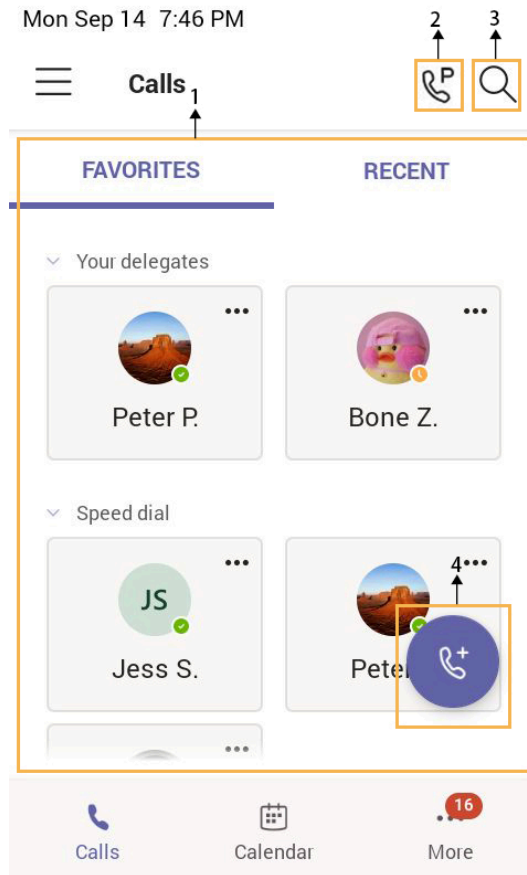 Mon Sep 14 7:46 PM
2 3
Calls
1
P
FAVORITES RECENT
Your delegates
Peter P. Bone Z.
Speed dial
4
JS
Jess S. Pete
16
Calls Calendar More